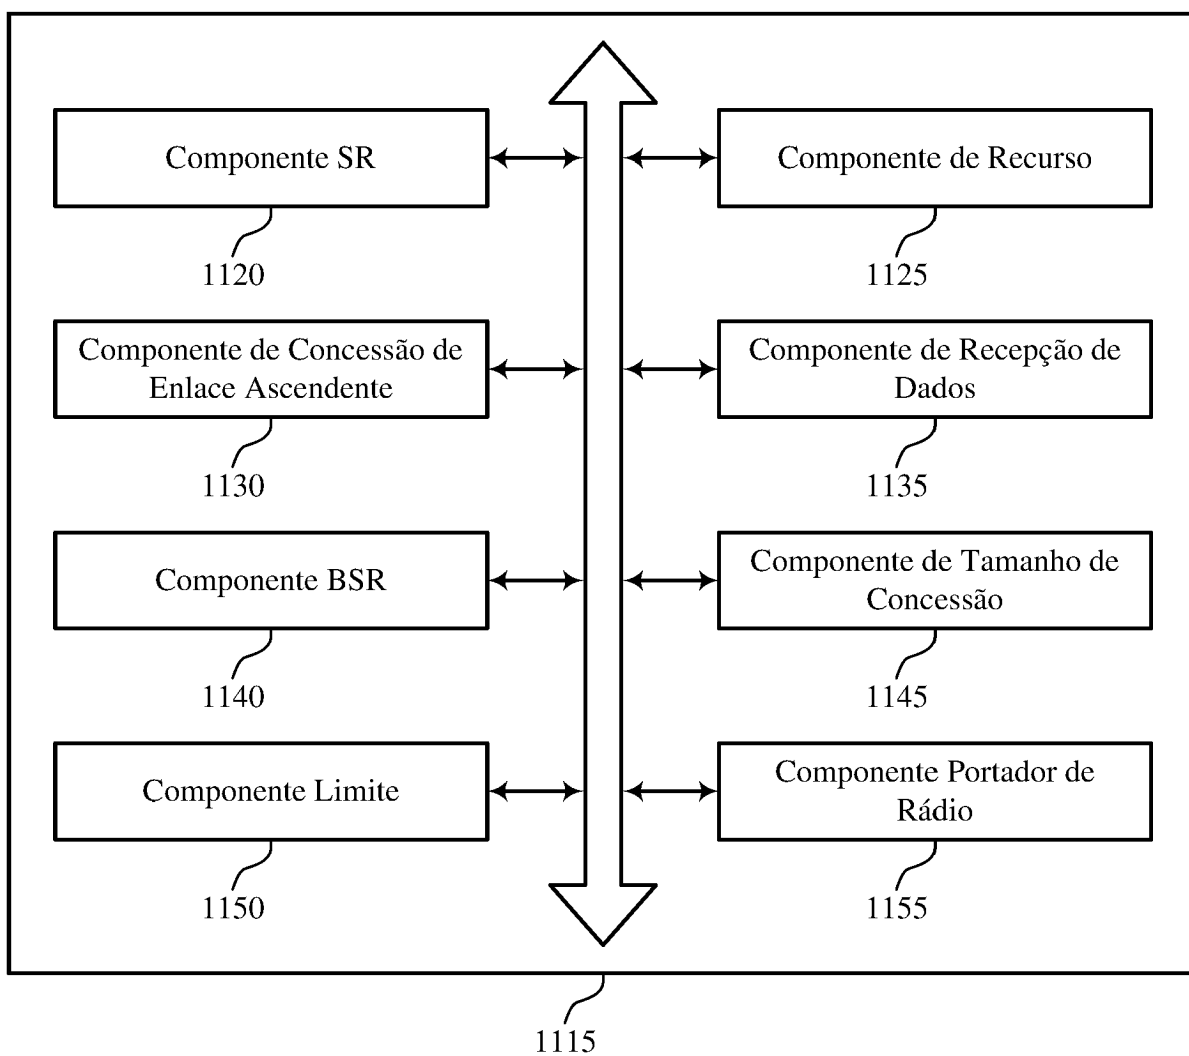 Componente SR
1120
Componente de Recurso
1125
Componente de Concessão de
Enlace Ascendente
1130
Componente de Recepção de
Dados
1135
Componente BSR
1140
Componente de Tamanho de
Concessão
1145
Componente Limite
1150
Componente Portador de
Rádio
1155
1115